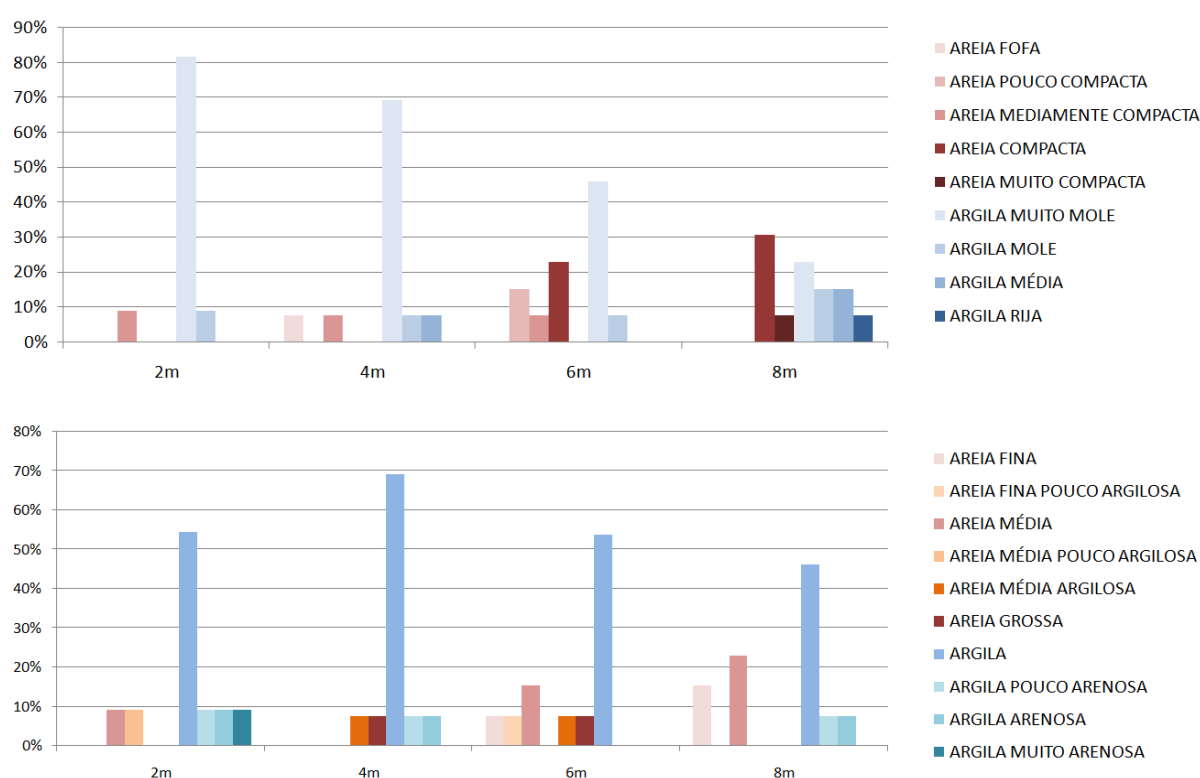 90%
80%
70%
60%
50%
40%
30%
20%
10%
0%
2m 4m 6m 8m
AREIA FOFA
AREIA POUCO COMPACTA
AREIA MEDIAMENTE COMPACTA
AREIA COMPACTA
AREIA MUITO COMPACTA
ARGILA MUITO MOLE
ARGILA MOLE
ARGILA MÉDIA
ARGILA RIJA
80%
70%
60%
50%
40%
30%
20%
10%
0%
2m 4m 6m 8m
AREIA FINA
AREIA FINA POUCO ARGILOSA
AREIA MÉDIA
AREIA MÉDIA POUCO ARGILOSA
AREIA MÉDIA ARGILOSA
AREIA GROSSA
ARGILA
ARGILA POUCO ARENOSA
ARGILA ARENOSA
ARGILA MUITO ARENOSA